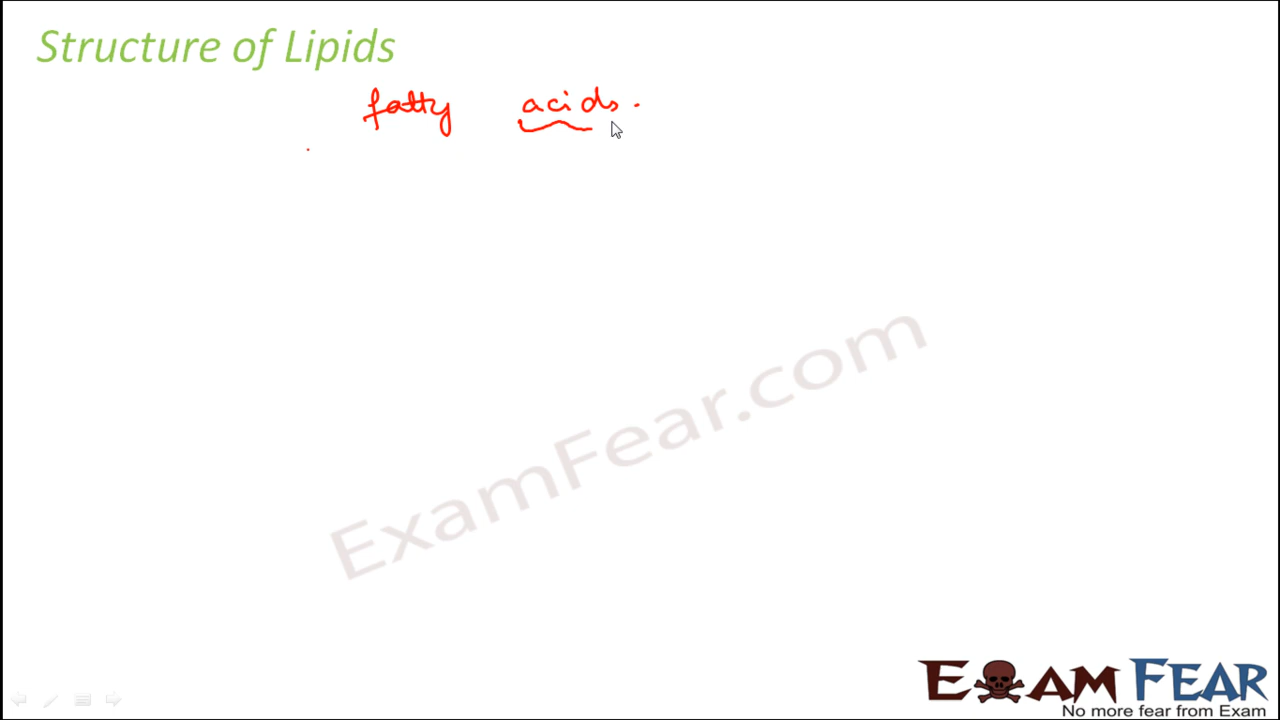 Structure of Lipids
fatty acids.
ExamFear.com
EXAM FEAR
No more fear from Exam